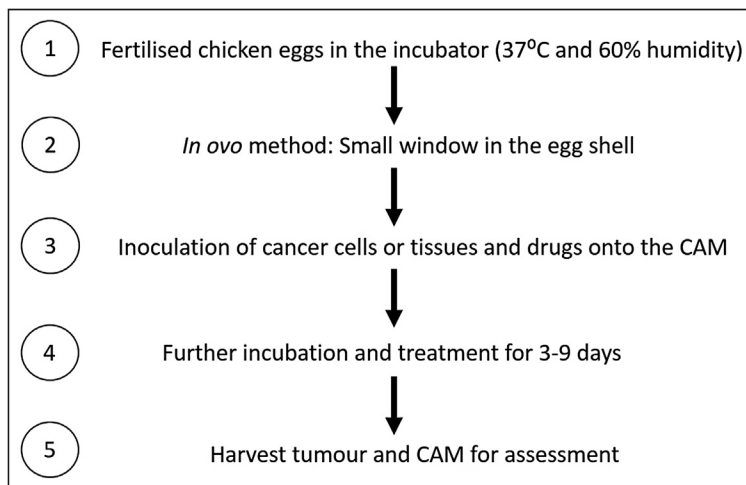 1 Fertilised chicken eggs in the incubator (37⁰C and 60% humidity)
2 In ovo method: Small window in the egg shell
3 Inoculation of cancer cells or tissues and drugs onto the CAM
4 Further incubation and treatment for 3-9 days
5 Harvest tumour and CAM for assessment